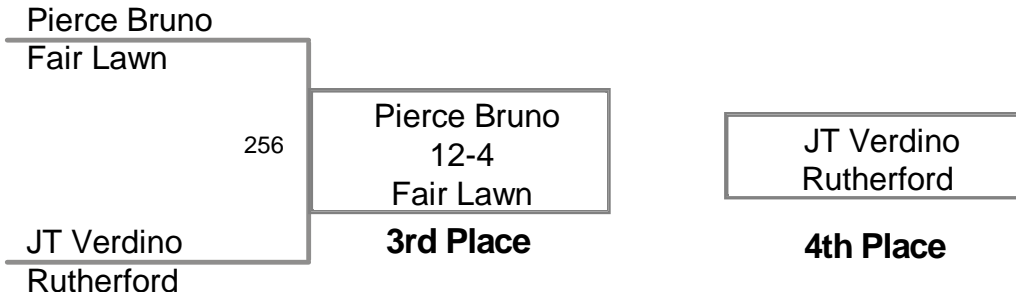 Pierce Bruno
Fair Lawn
256
JT Verdino
Rutherford
Pierce Bruno
12-4
Fair Lawn
3rd Place
JT Verdino
Rutherford
4th Place